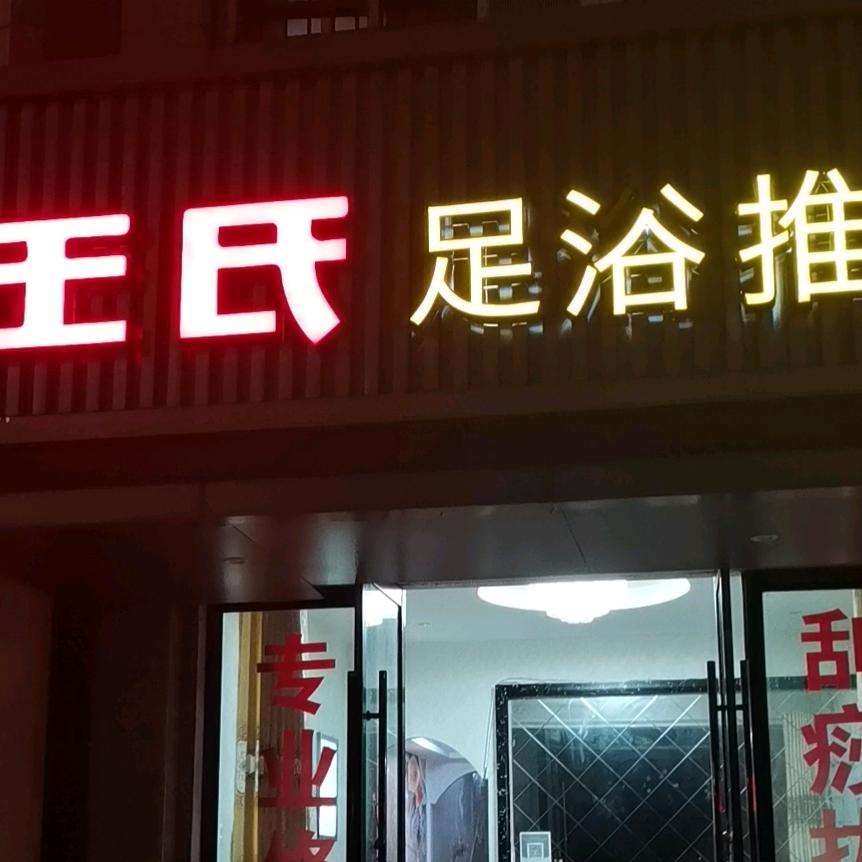 王氏 足浴推
专业
刮痧